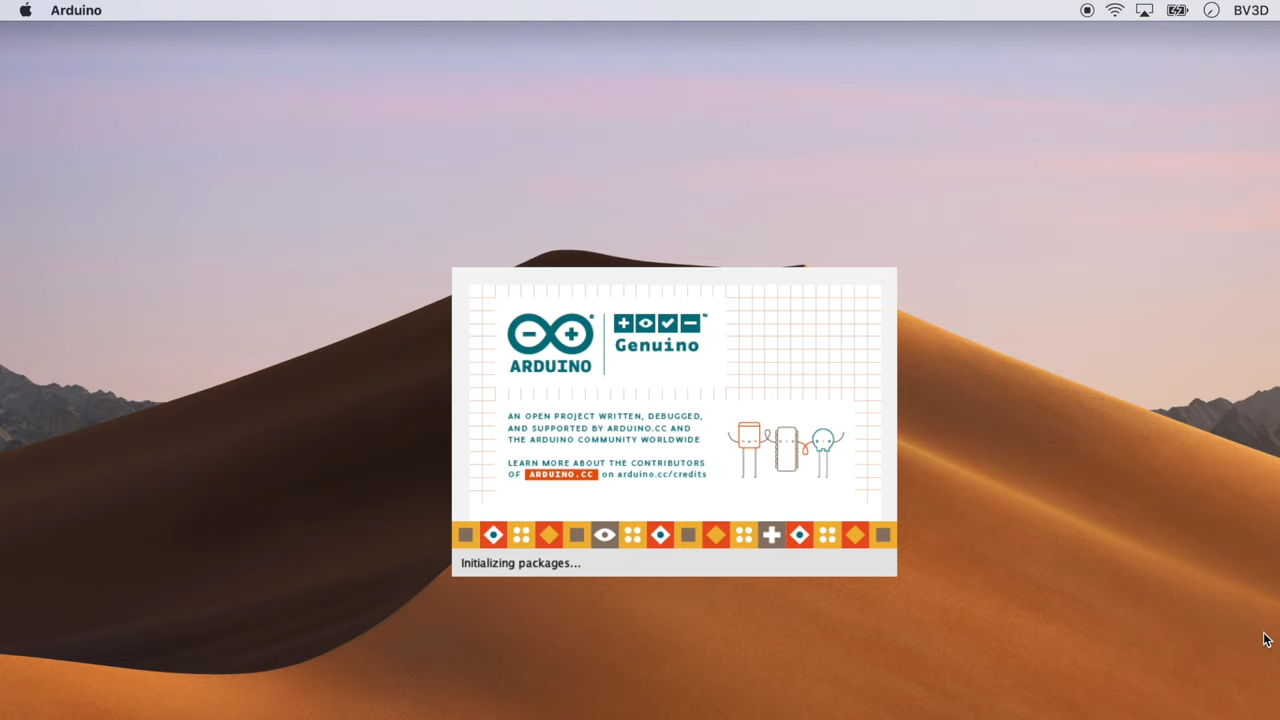 Arduino
BV3D
ARDUINO
Genuino™
AN OPEN PROJECT WRITTEN, DEBUGGED,
AND SUPPORTED BY ARDUINO.CC AND
THE ARDUINO COMMUNITY WORLDWIDE
LEARN MORE ABOUT THE CONTRIBUTORS
OF ARDUINO.CC on arduino.cc/credits
Initializing packages...